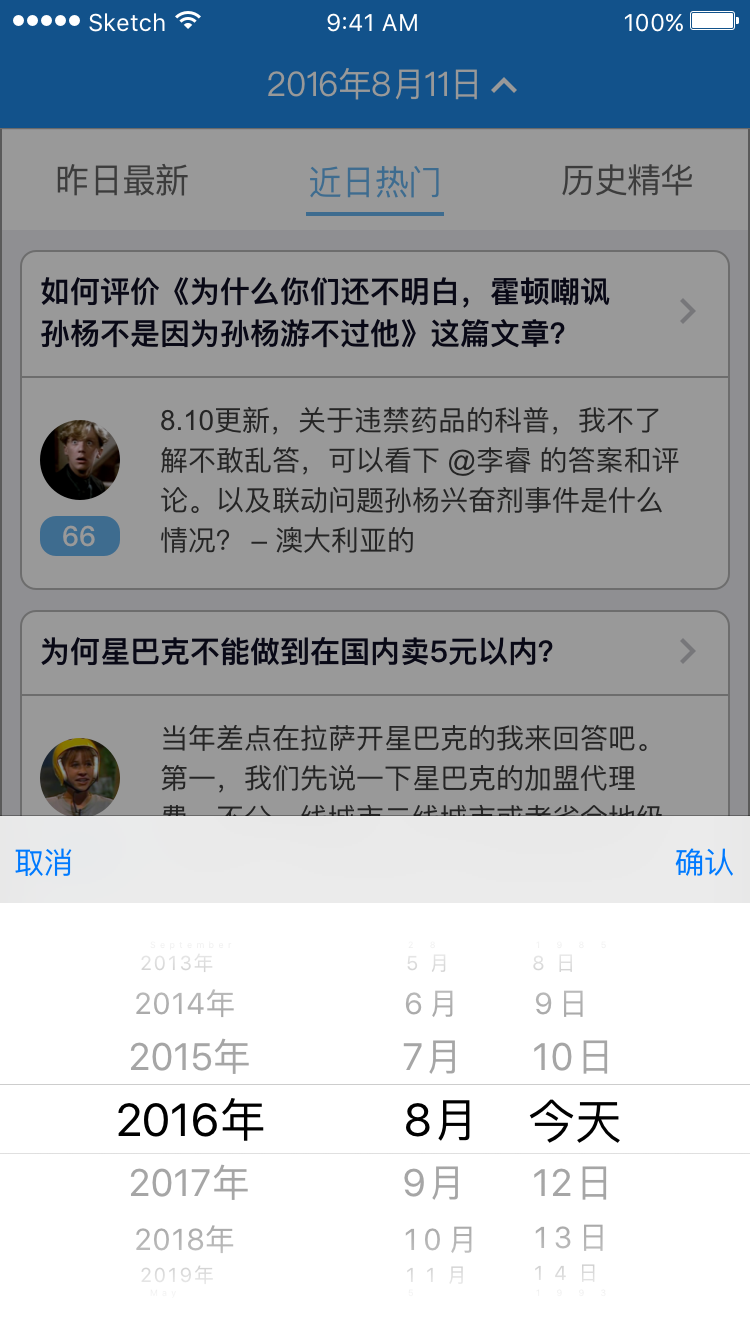 Sketch 9:41 AM 100%
2016年8月11日
昨日最新 近日热门 历史精华
如何评价《为什么你们还不明白，霍顿嘲讽
孙杨不是因为孙杨游不过他》这篇文章？
8.10更新，关于违禁药品的科普，我不了
解不敢乱答，可以看下 @李睿 的答案和评
论。以及联动问题孙杨兴奋剂事件是什么
情况？ – 澳大利亚的
66
为何星巴克不能做到在国内卖5元以内？
当年差点在拉萨开星巴克的我来回答吧。
第一，我们先说一下星巴克的加盟代理
取消 确认
September
2013年 5月 8日
2014年 6月 9日
2015年 7月 10日
2016年 8月 今天
2017年 9月 12日
2018年 10月 13日
2019年 11月 14日